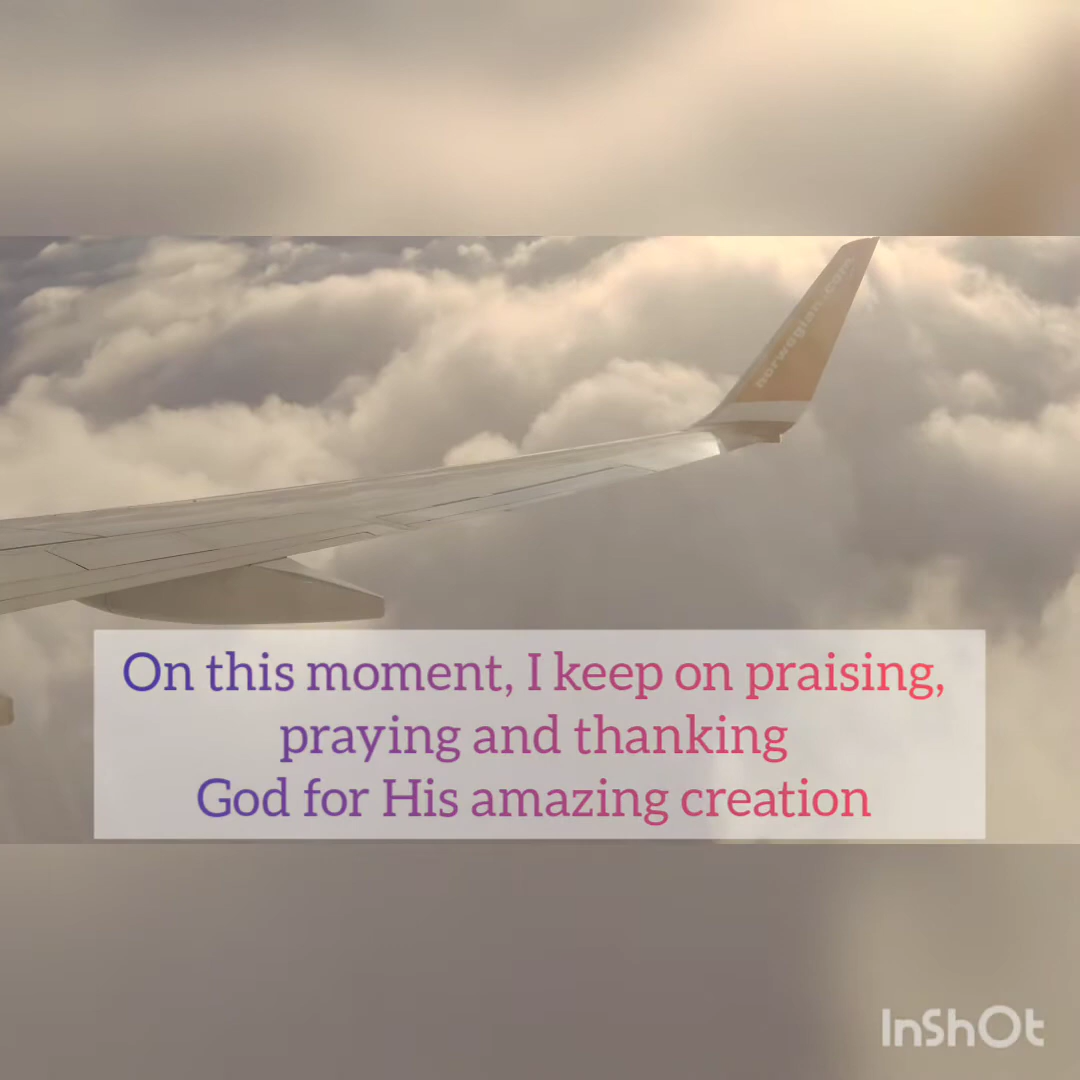 norwegian.com
On this moment, I keep on praising,
praying and thanking
God for His amazing creation
InShOt